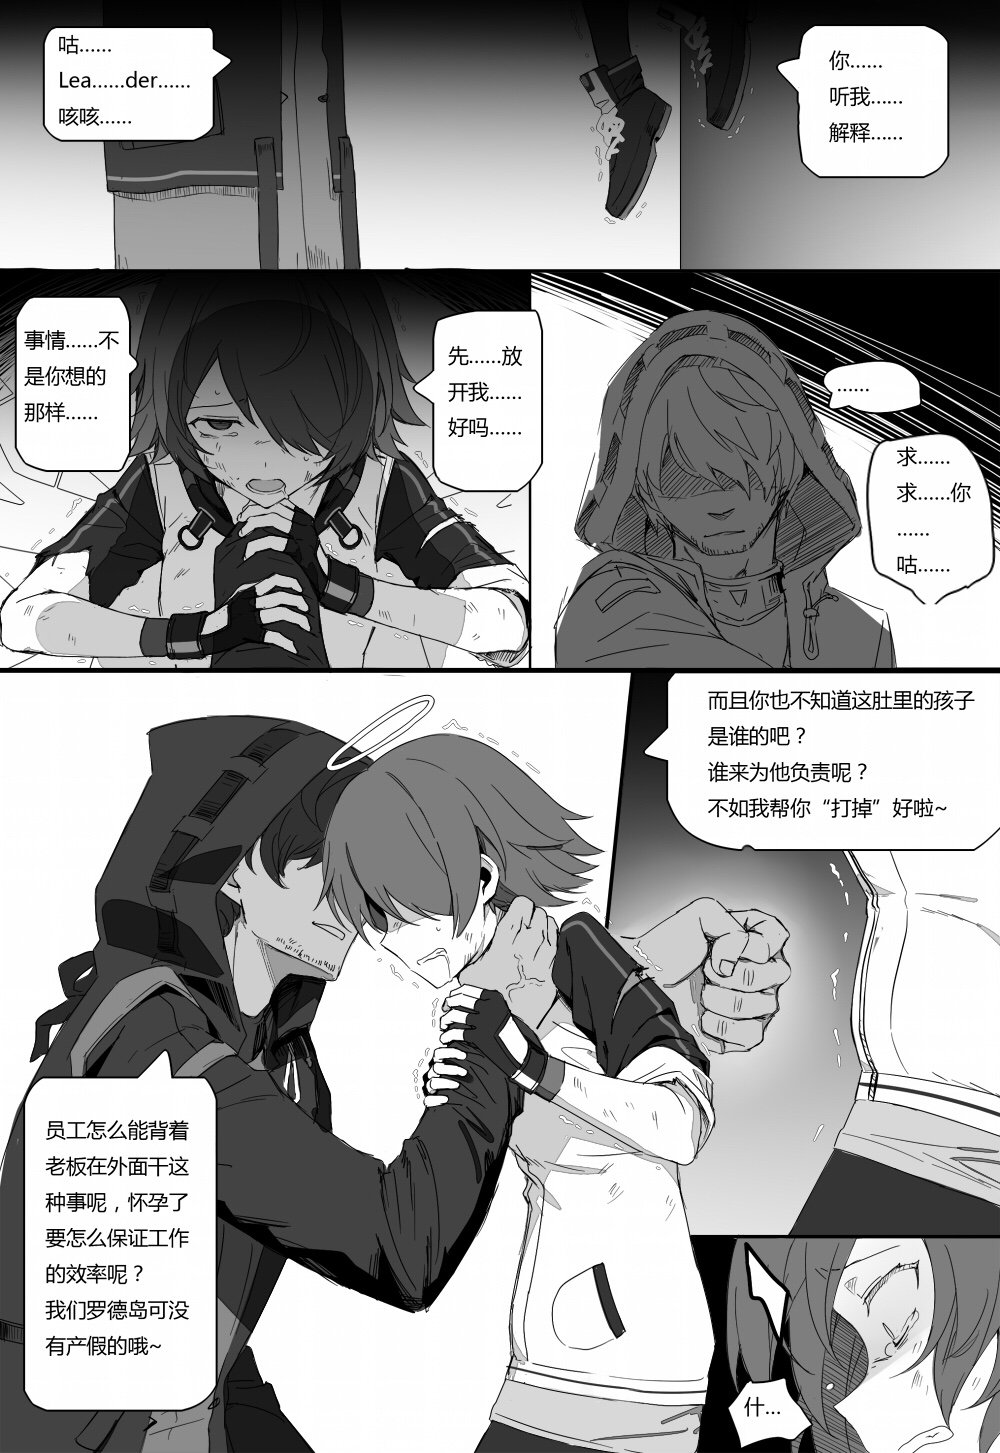 咕……
Lea……der……
咳咳……
你……
听我……
解释……
事情……不
是你想的
那样……
先……放
开我……
好吗……
……
求……
求……你
……
咕……
而且你也不知道这肚里的孩子
是谁的吧？
谁来为他负责呢？
不如我帮你“打掉”好啦~
员工怎么能背着
老板在外面干这
种事呢，怀孕了
要怎么保证工作
的效率呢？
我们罗德岛可没
有产假的哦~
什…